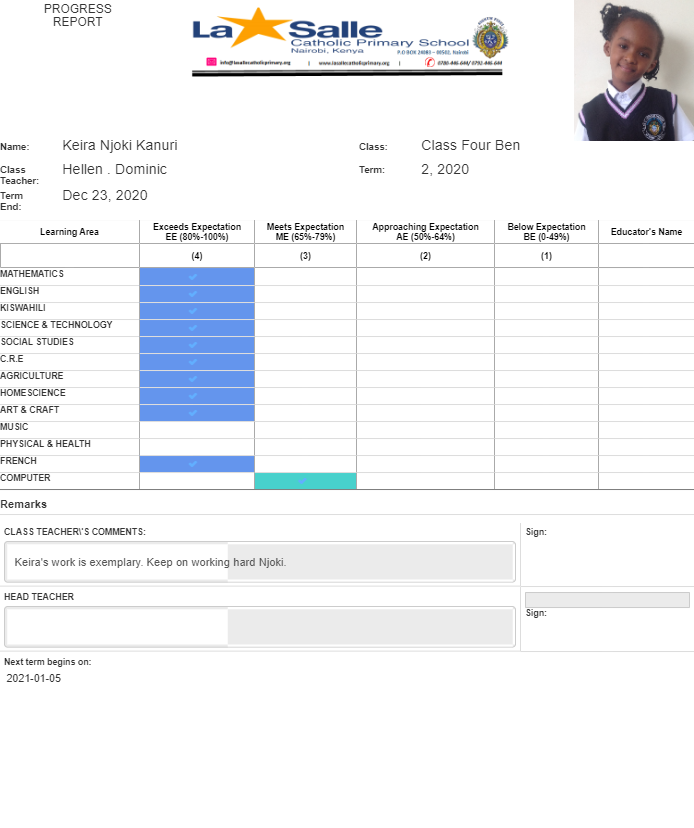 PROGRESS
REPORT
La Salle
Catholic Primary School
Nairobi, Kenya
P.O BOX 24083 - 00502, Nairobi
info@lasallecatholicprimary.org | www.lasallecatholicprimary.org | 0780-446-644/ 0792-446-644
Name: Keira Njoki Kanuri Class: Class Four Ben
Class Teacher: Hellen . Dominic Term: 2, 2020
Term End: Dec 23, 2020
Learning Area Exceeds Expectation EE (80%-100%) Meets Expectation ME (65%-79%) Approaching Expectation AE (50%-64%) Below Expectation BE (0-49%) Educator's Name
(4) (3) (2) (1)
MATHEMATICS
ENGLISH
KISWAHILI
SCIENCE & TECHNOLOGY
SOCIAL STUDIES
C.R.E
AGRICULTURE
HOMESCIENCE
ART & CRAFT
MUSIC
PHYSICAL & HEALTH
FRENCH
COMPUTER
Remarks
CLASS TEACHER\'S COMMENTS: Sign:
Keira's work is exemplary. Keep on working hard Njoki.
HEAD TEACHER
Sign:
Next term begins on:
2021-01-05